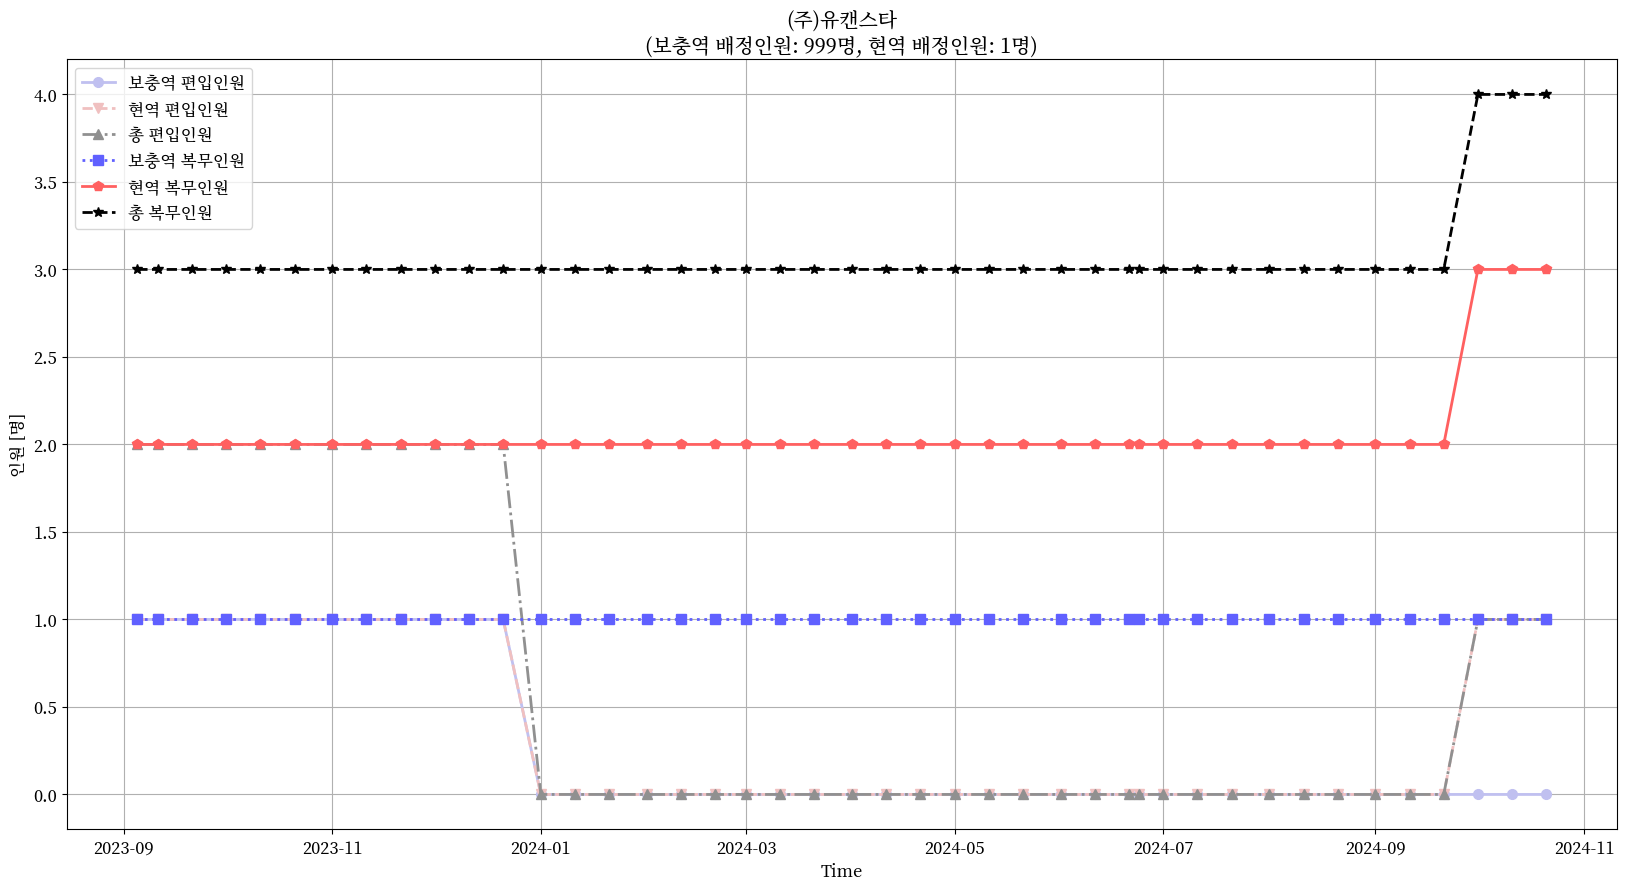 (주)유캔스타
(보충역 배정인원: 999명, 현역 배정인원: 1명)
보충역 편입인원
현역 편입인원
총 편입인원
보충역 복무인원
현역 복무인원
총 복무인원
4.0
3.5
3.0
2.5
2.0
1.5
1.0
0.5
0.0
인원 [명]
2023-09 2023-11 2024-01 2024-03 2024-05 2024-07 2024-09 2024-11
Time